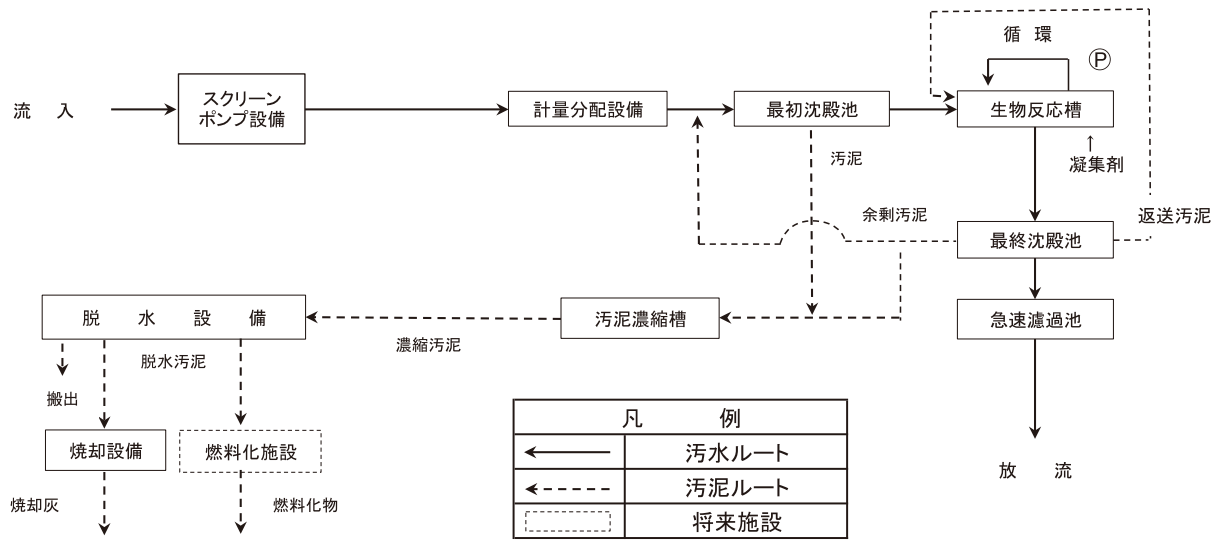 循 環
P
流 入
スクリーン
ポンプ設備
計量分配設備
最初沈殿池
生物反応槽
汚泥
↑
凝集剤
余剰汚泥
返送汚泥
最終沈殿池
脱 水 設 備
汚泥濃縮槽
急速濾過池
濃縮汚泥
脱水汚泥
搬出
凡 例
焼却設備
燃料化施設
汚水ルート
放 流
汚泥ルート
焼却灰
燃料化物
将来施設